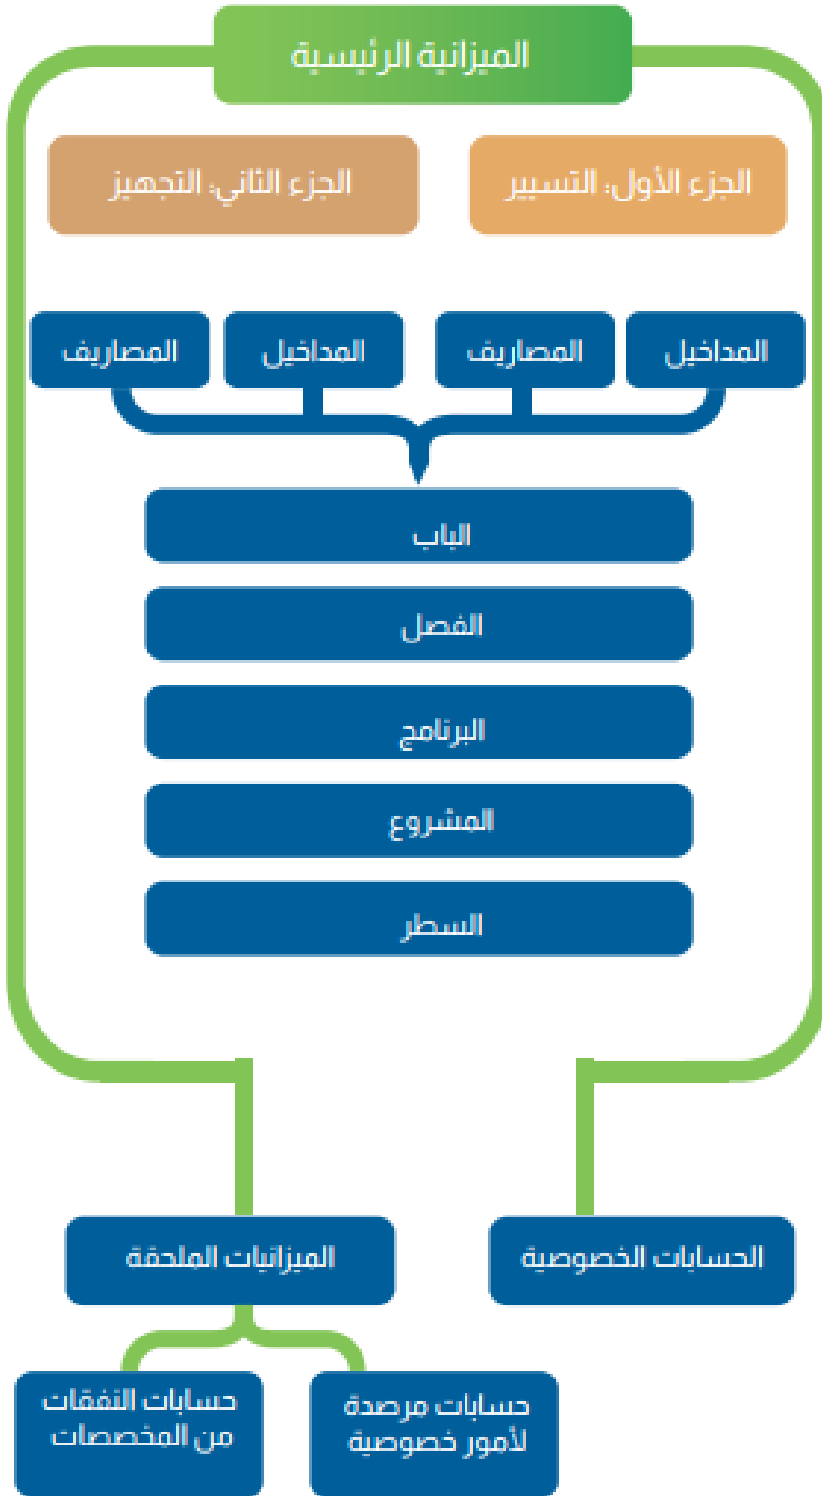 الميزانية الرئيسية
الجزء الأول: التسيير
الجزء الثاني: التجهيز
المداخيل
المصاريف
المداخيل
المصاريف
الباب
الفصل
البرنامج
المشروع
السطر
الحسابات الخصوصية
الميزانيات الملحقة
حسابات مرصدة
لأمور خصوصية
حسابات النفقات
من المخصصات